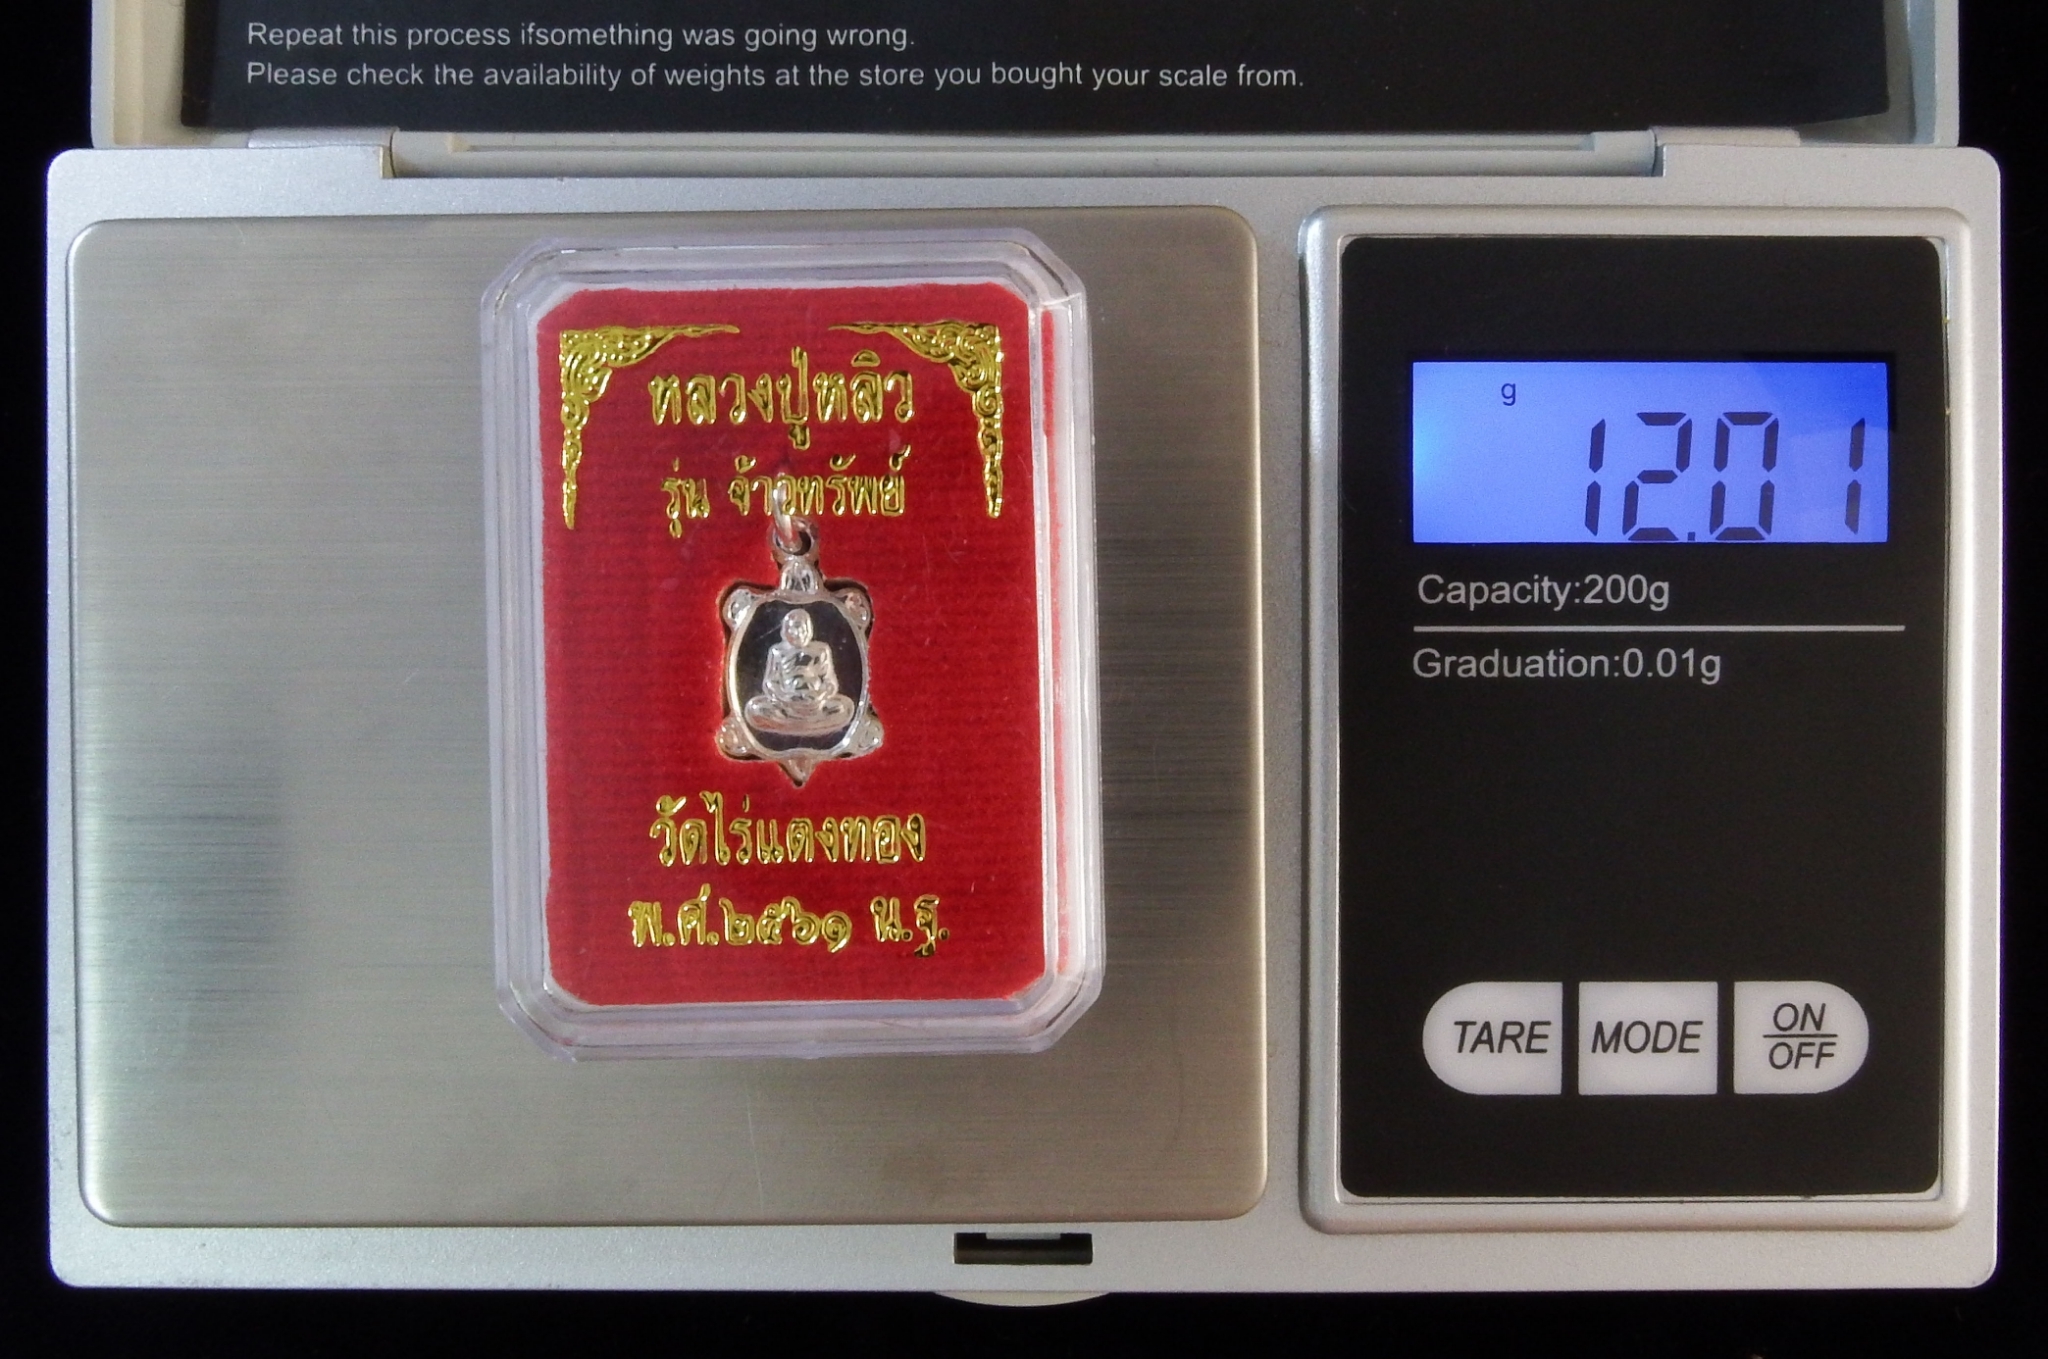 Repeat this process ifsomething was going wrong.
Please check the availability of weights at the store you bought your scale from.
หลวงปู่หลิว
รุ่น จ้าวทรัพย์
วัดไร่แตงทอง
พ.ศ.๒๕๖๑ น.ฐ.
g
12.01
Capacity:200g
Graduation:0.01g
TARE
MODE
ON
OFF